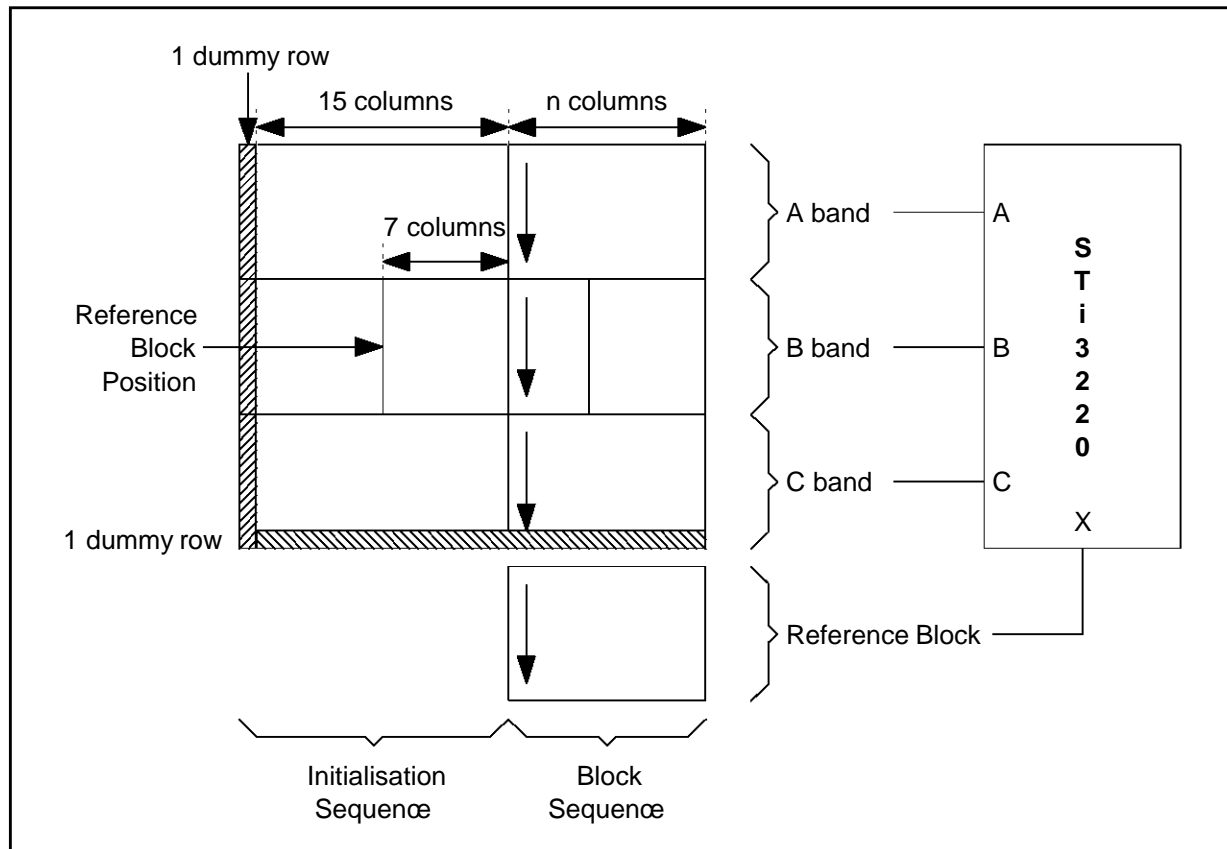 1 dummy row
15 columns
n columns
A band
A
7 columns
S
T
i
3
2
2
0
Reference
Block
Position
B band
B
C band
C
X
1 dummy row
Reference Block
Initialisation
Sequence
Block
Sequence